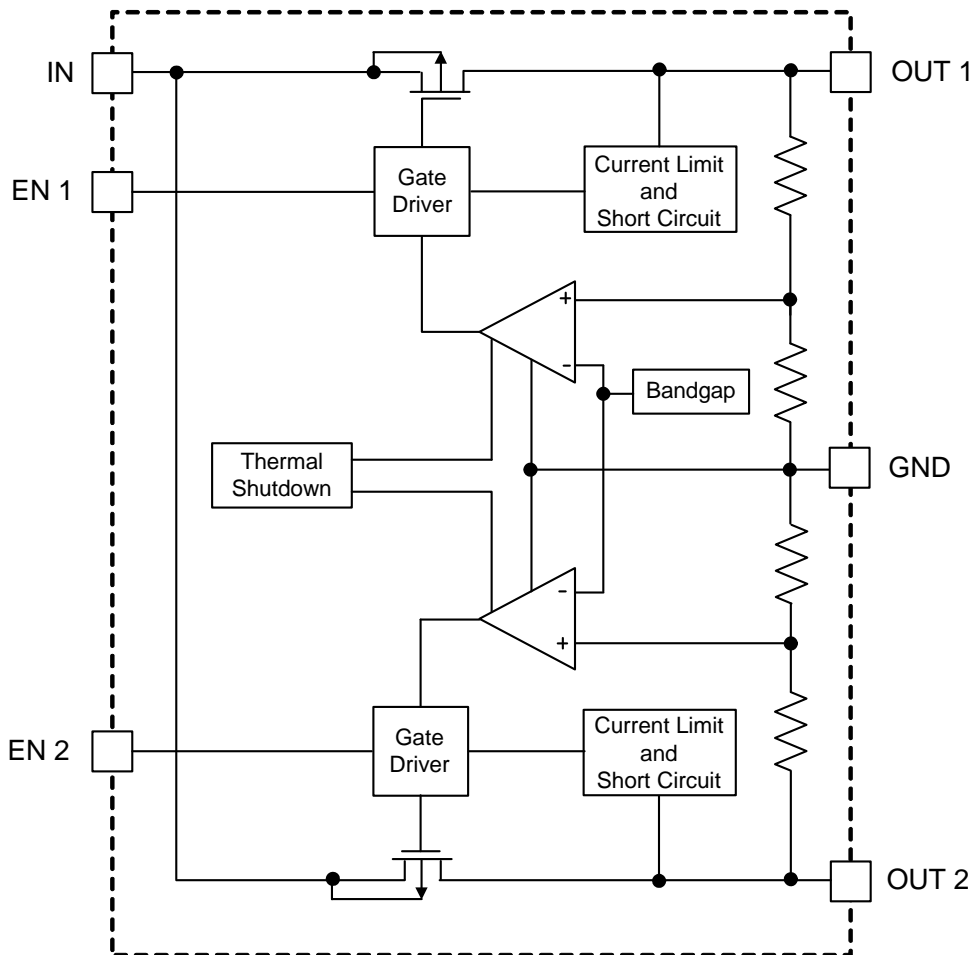 IN
OUT 1
EN 1
Gate
Driver
Current Limit
and
Short Circuit
+
-
Bandgap
Thermal
Shutdown
GND
-
+
EN 2
Gate
Driver
Current Limit
and
Short Circuit
OUT 2